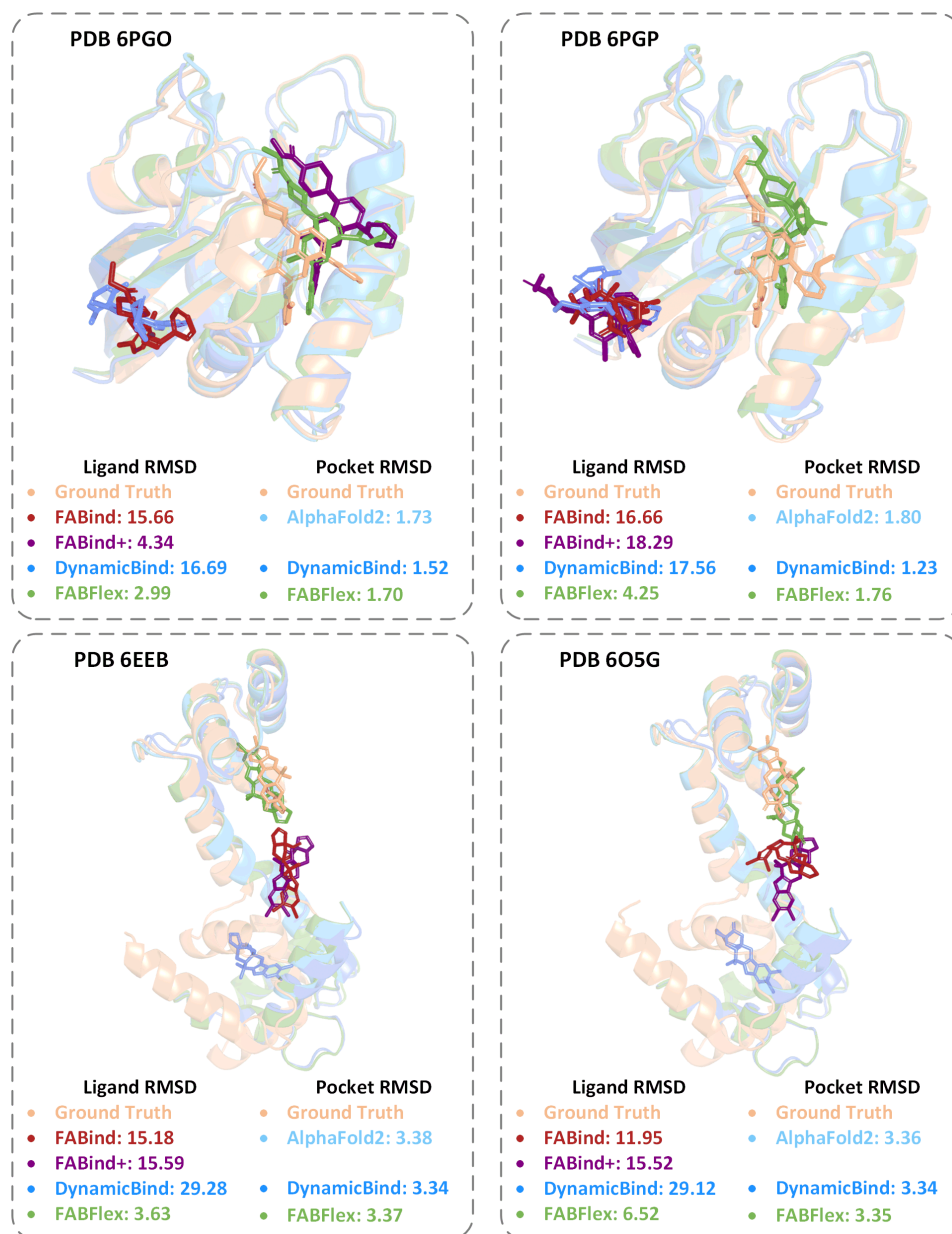 PDB 6PGO
Ligand RMSD Pocket RMSD
• Ground Truth • Ground Truth
• FABind: 15.66 • AlphaFold2: 1.73
• FABind+: 4.34
• DynamicBind: 16.69 • DynamicBind: 1.52
• FABFlex: 2.99 • FABFlex: 1.70
PDB 6PGP
Ligand RMSD Pocket RMSD
• Ground Truth • Ground Truth
• FABind: 16.66 • AlphaFold2: 1.80
• FABind+: 18.29
• DynamicBind: 17.56 • DynamicBind: 1.23
• FABFlex: 4.25 • FABFlex: 1.76
PDB 6EEB
Ligand RMSD Pocket RMSD
• Ground Truth • Ground Truth
• FABind: 15.18 • AlphaFold2: 3.38
• FABind+: 15.59
• DynamicBind: 29.28 • DynamicBind: 3.34
• FABFlex: 3.63 • FABFlex: 3.37
PDB 6O5G
Ligand RMSD Pocket RMSD
• Ground Truth • Ground Truth
• FABind: 11.95 • AlphaFold2: 3.36
• FABind+: 15.52
• DynamicBind: 29.12 • DynamicBind: 3.34
• FABFlex: 6.52 • FABFlex: 3.35